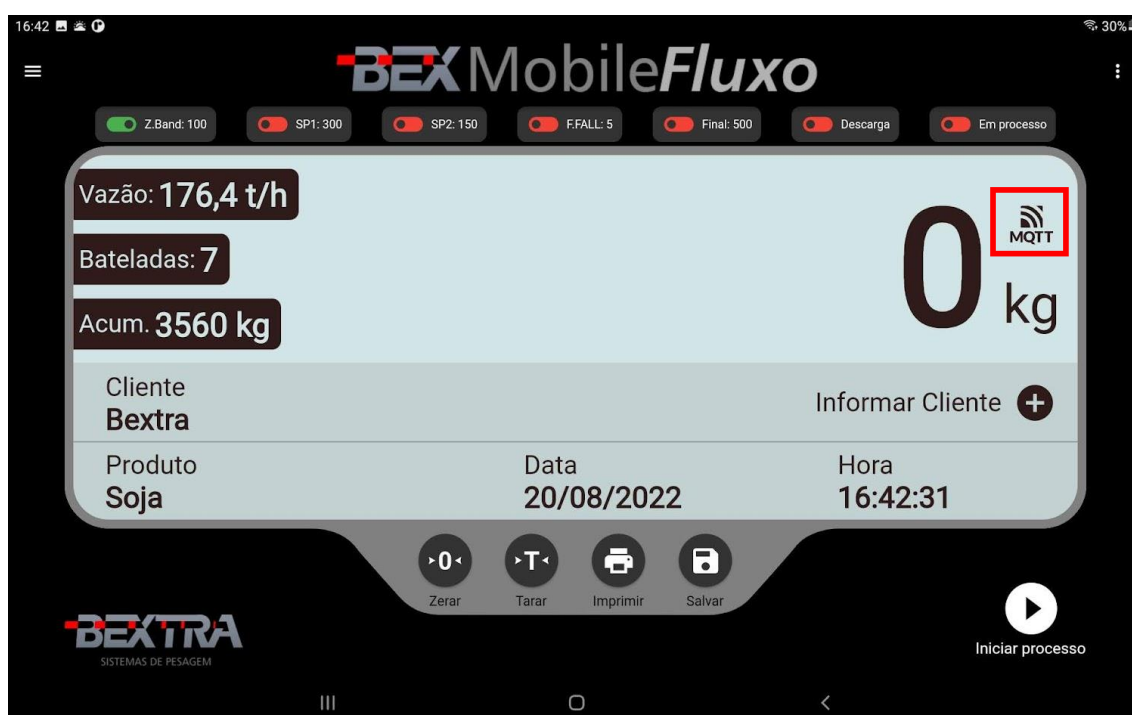 16:42
30%
BEX MobileFluxo
Z.Band: 100
SP1: 300
SP2: 150
F.FALL: 5
Final: 500
Descarga
Em processo
Vazão: 176,4 t/h
Bateladas: 7
Acum. 3560 kg
0 kg
MQTT
Cliente
Bextra
Informar Cliente
Produto
Soja
Data
20/08/2022
Hora
16:42:31
>0<
Zerar
>T<
Tarar
Imprimir
Salvar
BEXTRA
SISTEMAS DE PESAGEM
Iniciar processo